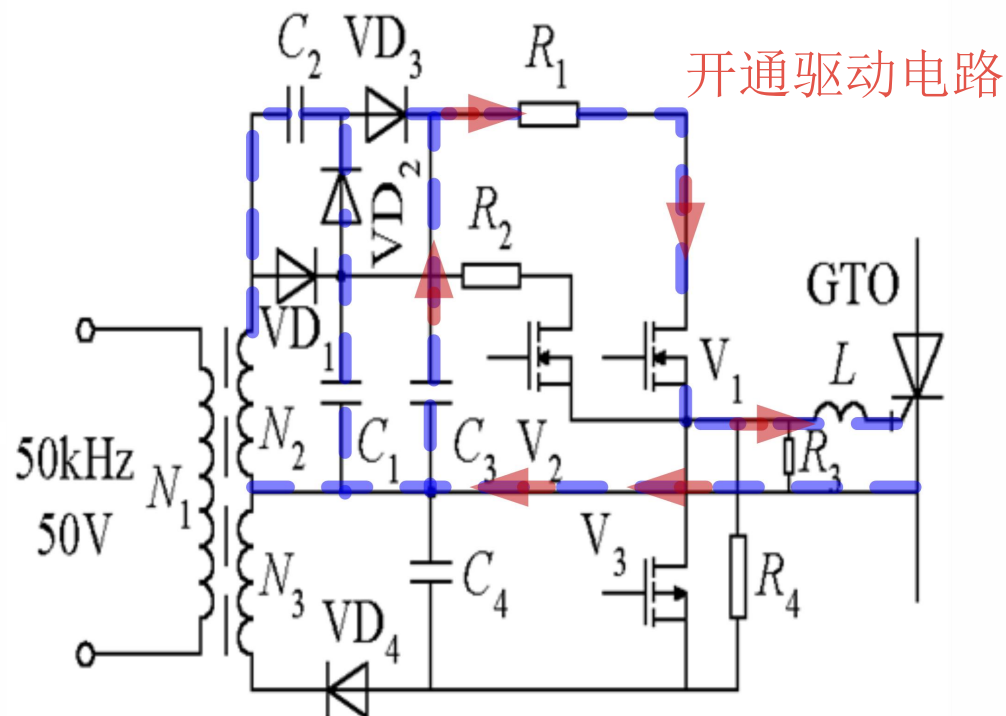 C2
VD3
R1
开通驱动电路
VD2
R2
GTO
VD1
V1
L
50kHz
50V
N1
N2
C1
C3
V2
R3
N3
C4
V3
R4
VD4